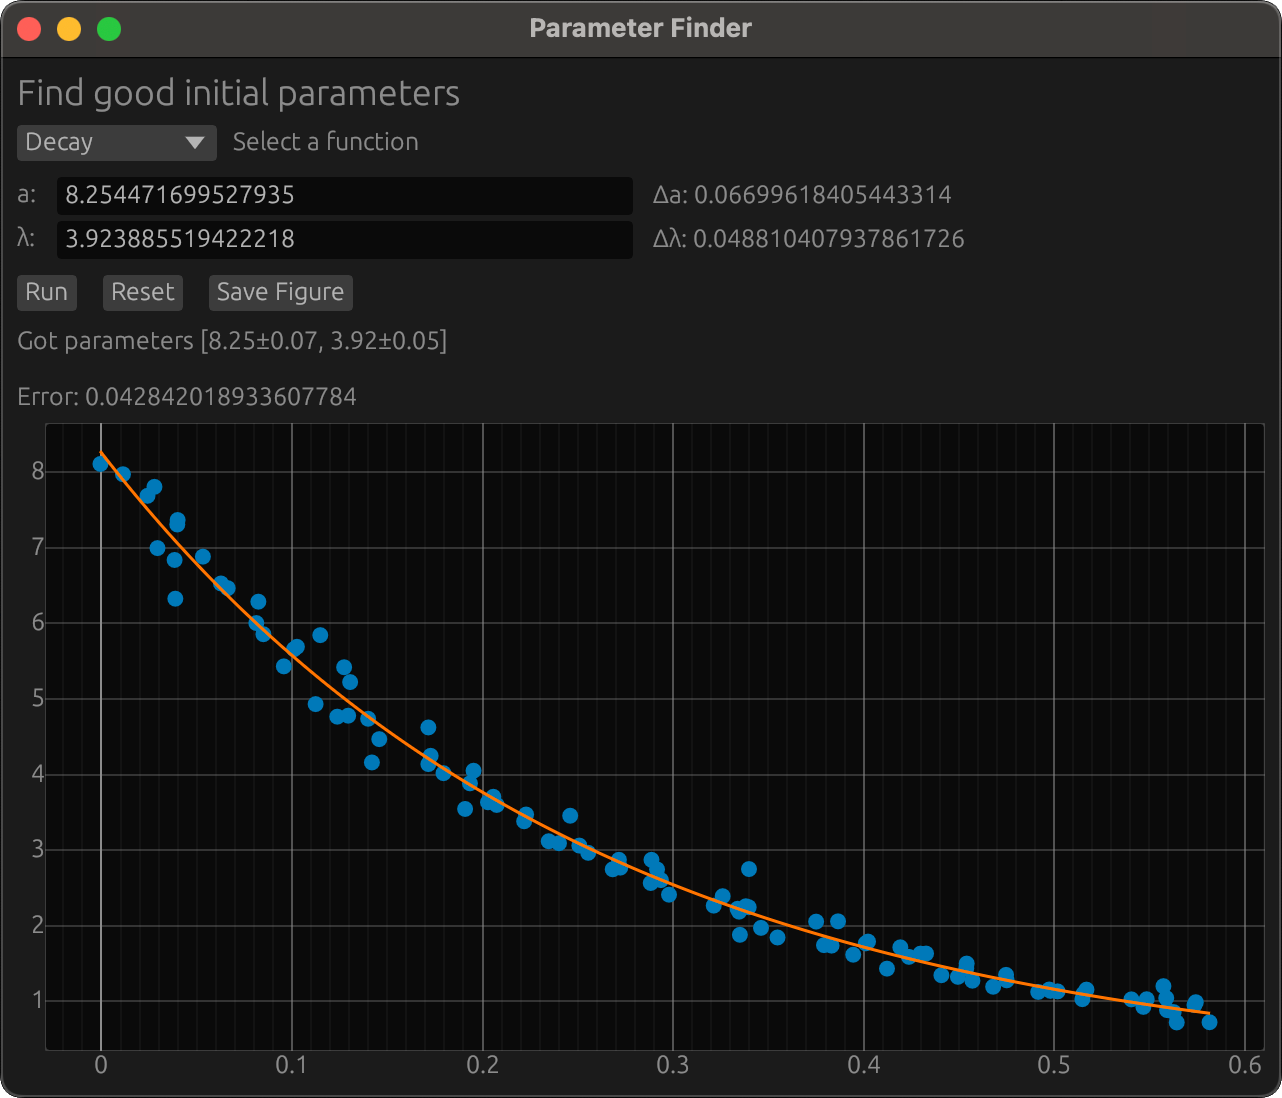 Parameter Finder
Find good initial parameters
Decay Select a function
a: 8.254471699527935 Δa: 0.06699618405443314
λ: 3.923885519422218 Δλ: 0.048810407937861726
Run Reset Save Figure
Got parameters [8.25±0.07, 3.92±0.05]
Error: 0.042842018933607784
8
7
6
5
4
3
2
1
0 0.1 0.2 0.3 0.4 0.5 0.6